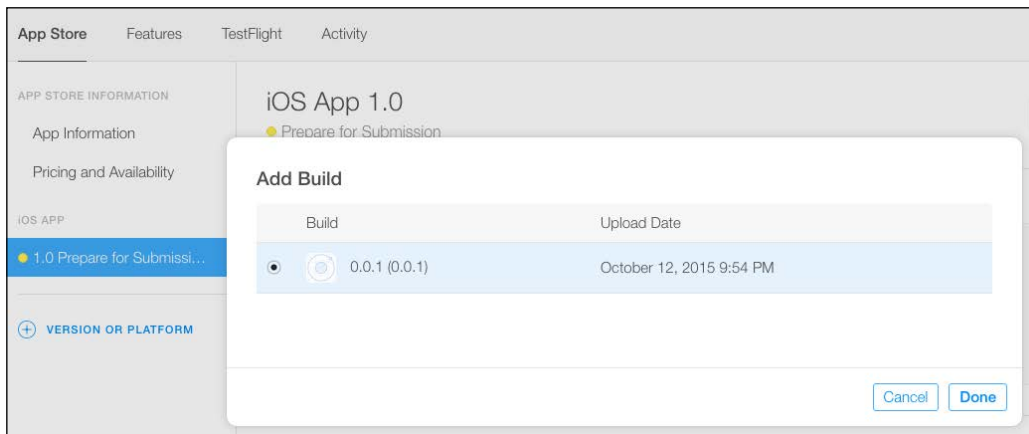 App Store Features TestFlight Activity
APP STORE INFORMATION
App Information
Pricing and Availability
iOS APP
1.0 Prepare for Submissi...
VERSION OR PLATFORM
iOS App 1.0
Prepare for Submission
Add Build
Build Upload Date
0.0.1 (0.0.1) October 12, 2015 9:54 PM
Cancel Done